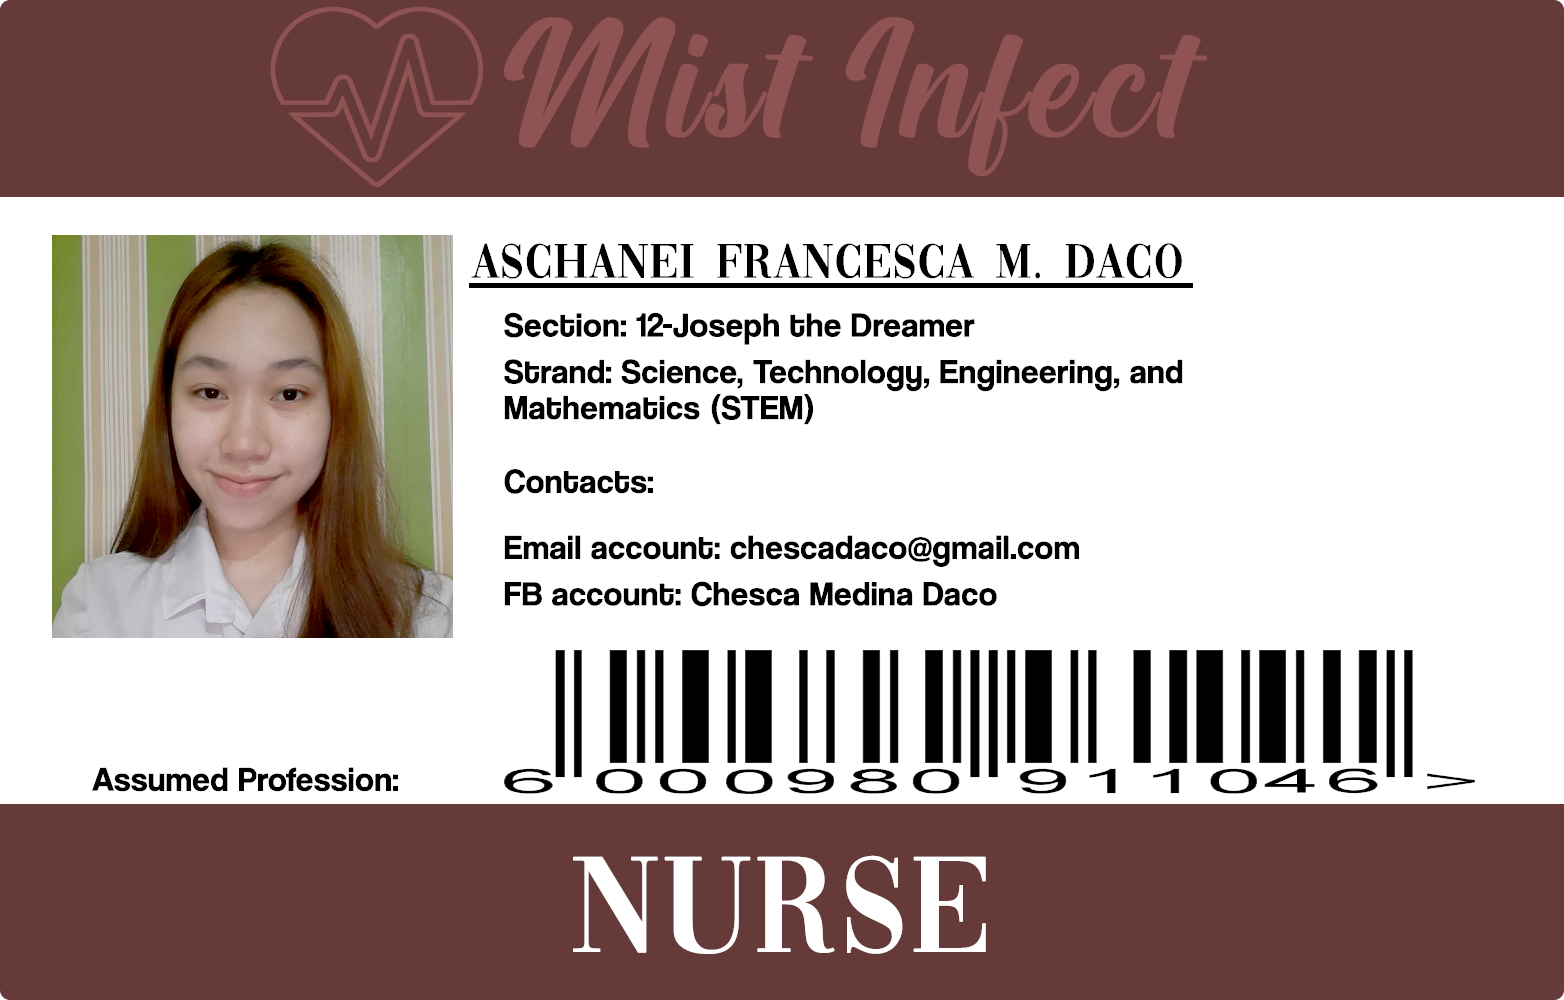 Mist Infect
ASCHANEI FRANCESCA M. DACO
Section: 12-Joseph the Dreamer
Strand: Science, Technology, Engineering, and
Mathematics (STEM)
Contacts:
Email account: chescadaco@gmail.com
FB account: Chesca Medina Daco
6 000980 911046 >
Assumed Profession:
NURSE